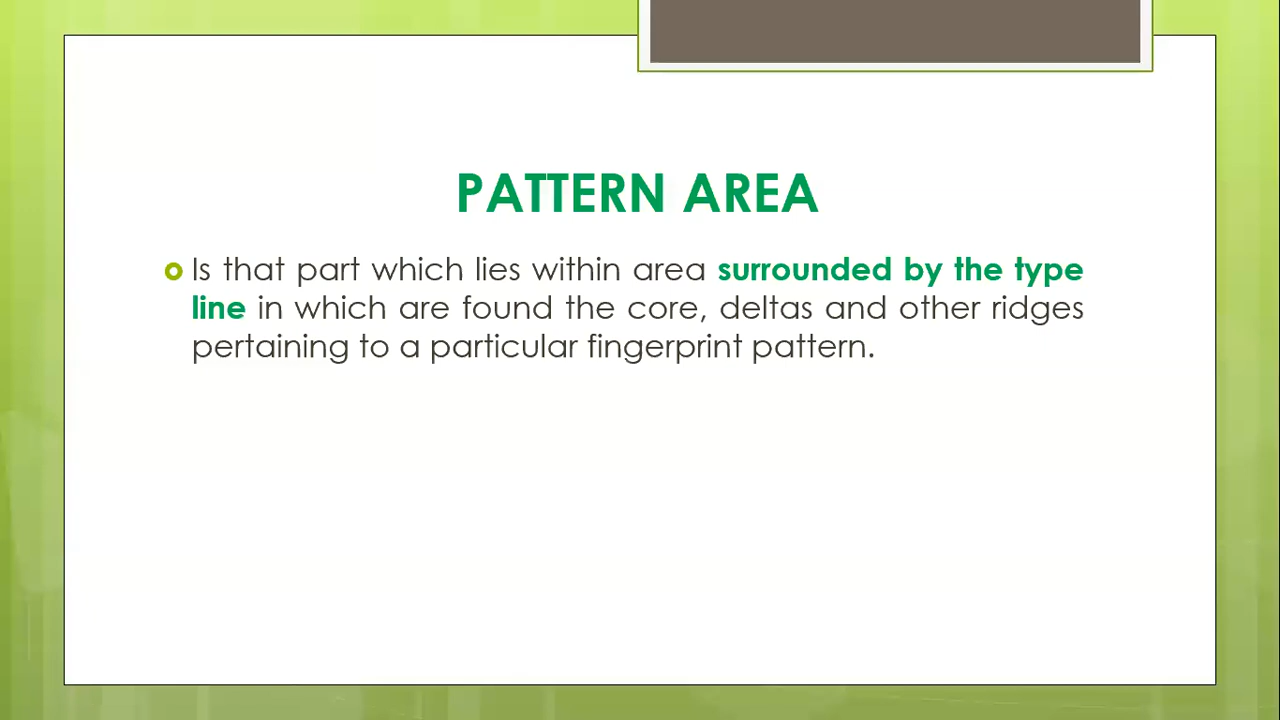 PATTERN AREA
Is that part which lies within area surrounded by the type
line in which are found the core, deltas and other ridges
pertaining to a particular fingerprint pattern.